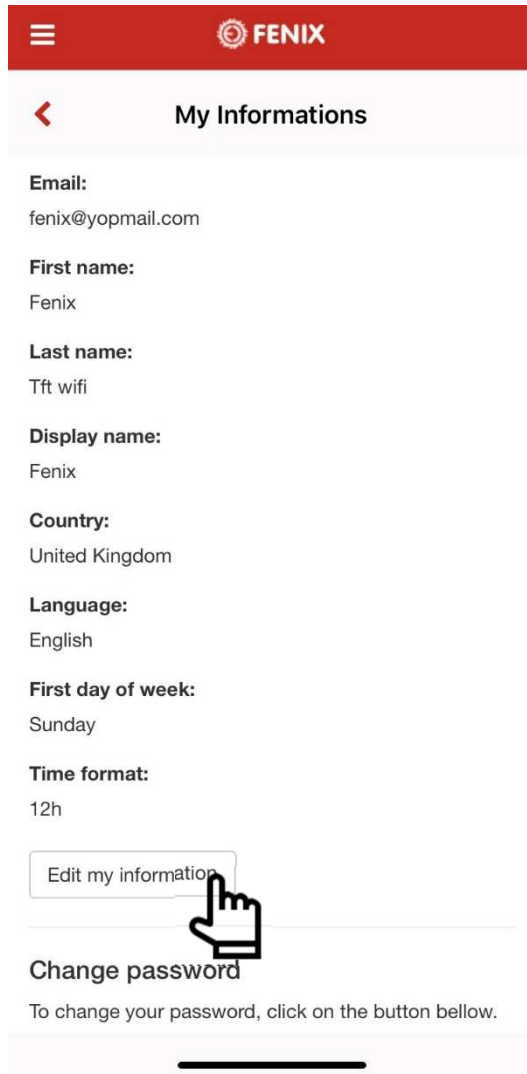 FENIX
My Informations
Email:
fenix@yopmail.com
First name:
Fenix
Last name:
Tft wifi
Display name:
Fenix
Country:
United Kingdom
Language:
English
First day of week:
Sunday
Time format:
12h
Edit my information
Change password
To change your password, click on the button bellow.